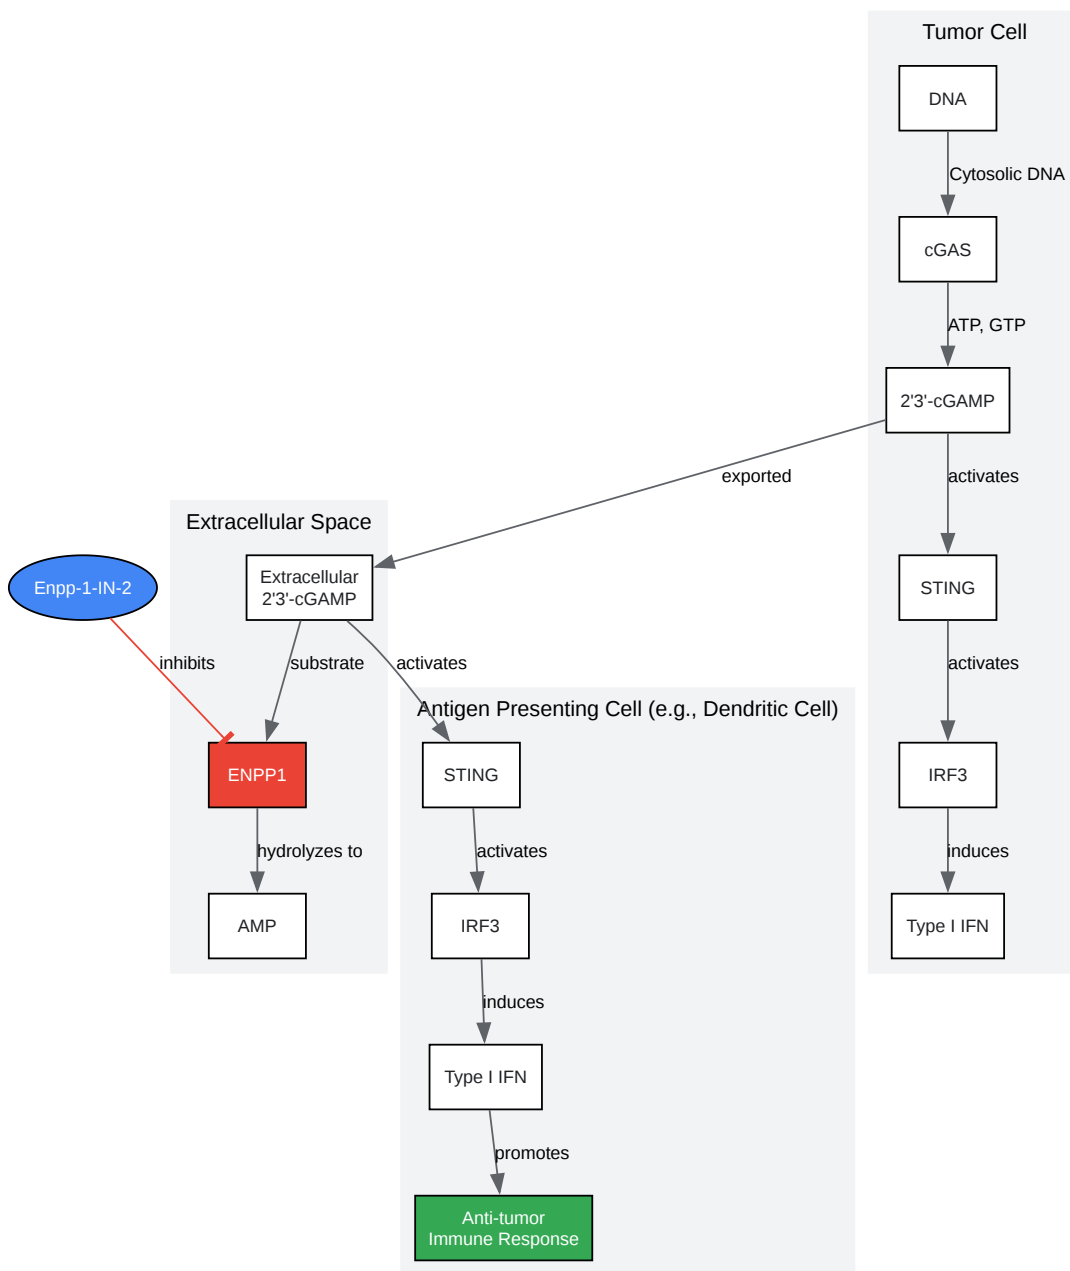 Tumor Cell
DNA
Cytosolic DNA
cGAS
ATP, GTP
2'3'-cGAMP
exported
activates
Extracellular Space
Enpp-1-IN-2
Extracellular
2'3'-cGAMP
STING
inhibits
substrate
activates
activates
Antigen Presenting Cell (e.g., Dendritic Cell)
ENPP1
STING
IRF3
hydrolyzes to
activates
induces
AMP
IRF3
Type I IFN
induces
Type I IFN
promotes
Anti-tumor
Immune Response